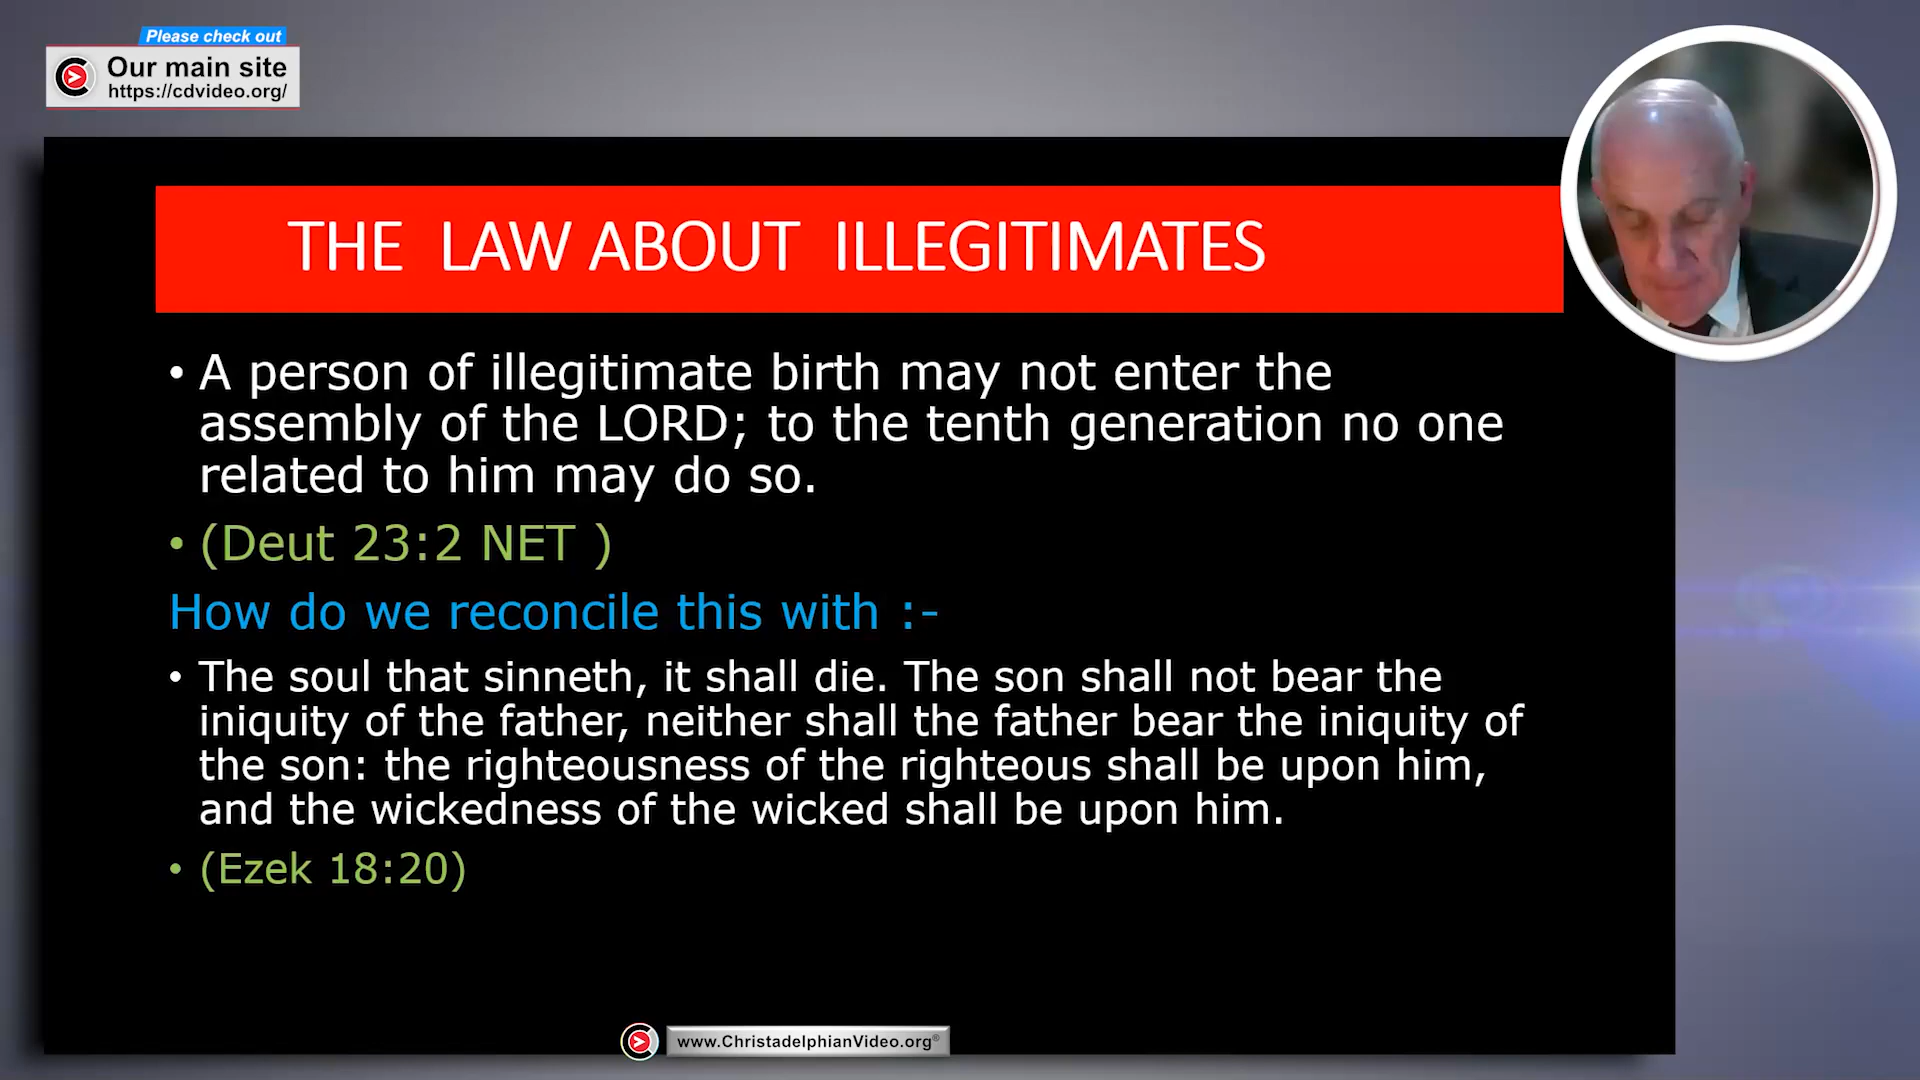 Please check out
Our main site
https://cdvideo.org/
THE LAW ABOUT ILLEGITIMATES
• A person of illegitimate birth may not enter the
assembly of the LORD; to the tenth generation no one
related to him may do so.
• (Deut 23:2 NET )
How do we reconcile this with :-
• The soul that sinneth, it shall die. The son shall not bear the
iniquity of the father, neither shall the father bear the iniquity of
the son: the righteousness of the righteous shall be upon him,
and the wickedness of the wicked shall be upon him.
• (Ezek 18:20)
www.ChristadelphianVideo.org®